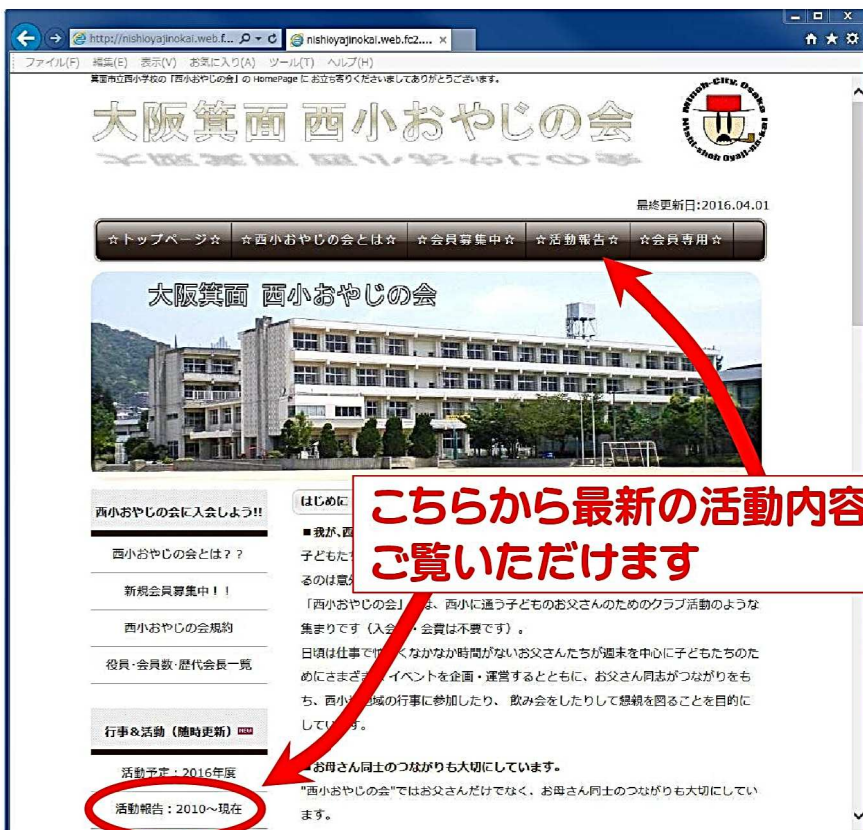 http://nishioyajinokai.web.f...
nishioyajinokai.web.fc2....
ファイル(F) 編集(E) 表示(V) お気に入り(A) ツール(T) ヘルプ(H)
箕面市立西小学校の「西小おやじの会」の HomePage に お立ち寄りくださいましてありがとうございます。
大阪箕面 西小おやじの会
Minoh-City, Osaka
Nishi-shoh Oyaji-no-kai
最終更新日:2016.04.01
☆トップページ☆ ☆西小おやじの会とは☆ ☆会員募集中☆ ☆活動報告☆ ☆会員専用☆
大阪箕面 西小おやじの会
こちらから最新の活動内容
ご覧いただけます
西小おやじの会に入会しよう!!
西小おやじの会とは？？
新規会員募集中！！
西小おやじの会規約
役員・会員数・歴代会長一覧
行事&活動（随時更新） NEW
活動予定：2016年度
活動報告：2010～現在
はじめに
■我が、西
子どもた
るのは意外
「西小おやじの会」は、西小に通う子どものお父さんのためのクラブ活動のような
集まりです（入会・会費は不要です）。
日頃は仕事で忙しくなかなか時間がないお父さんたちが週末を中心に子どもたちのた
めにさまざまイベントを企画・運営するとともに、お父さん同志がつながりをも
ち、西小地域の行事に参加したり、飲み会をしたりして懇親を図ることを目的に
しています。
■お母さん同士のつながりも大切にしています。
"西小おやじの会"ではお父さんだけでなく、お母さん同士のつながりも大切にしてい
ます。